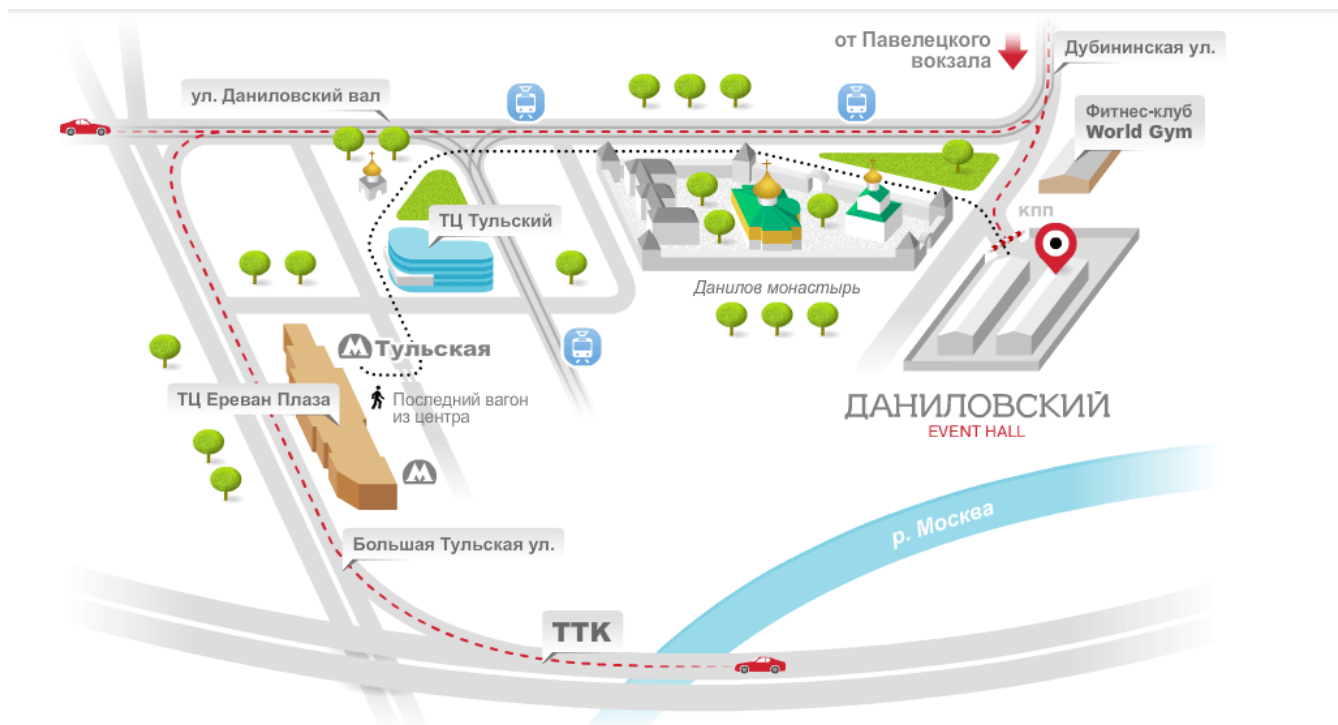 от Павелецкого
вокзала
Дубининская ул.
ул. Даниловский вал
Фитнес-клуб
World Gym
ТЦ Тульский
КПП
Данилов монастырь
Тульская
ТЦ Ереван Плаза
Последний вагон
из центра
ДАНИЛОВСКИЙ
EVENT HALL
р. Москва
Большая Тульская ул.
ТТК